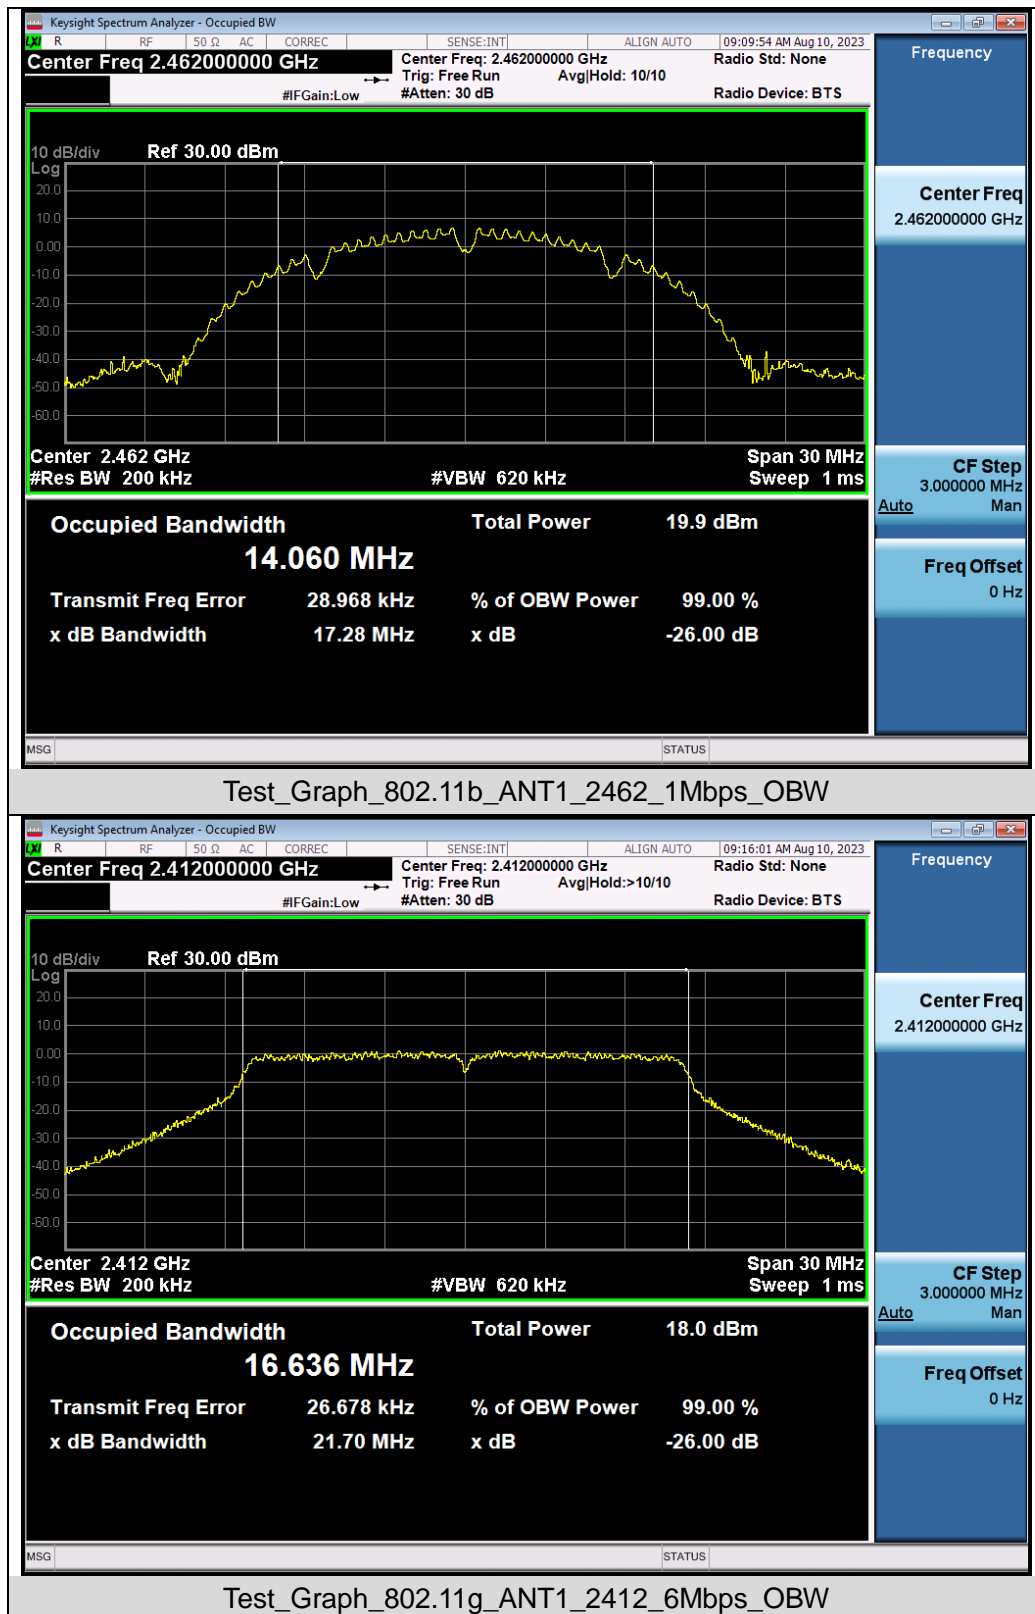 Keysight Spectrum Analyzer - Occupied BW
LXI R RF 50 Ω AC CORREC SENSE:INT ALIGN AUTO 09:09:54 AM Aug 10, 2023
Center Freq 2.462000000 GHz
Center Freq: 2.462000000 GHz
Radio Std: None
Trig: Free Run Avg|Hold: 10/10
#IFGain:Low
#Atten: 30 dB
Radio Device: BTS
Frequency
10 dB/div Ref 30.00 dBm
Log
20.0
10.0
0.00
-10.0
-20.0
-30.0
-40.0
-50.0
-60.0
Center 2.462 GHz Span 30 MHz
#Res BW 200 kHz #VBW 620 kHz Sweep 1 ms
Center Freq
2.462000000 GHz
CF Step
3.000000 MHz
Auto Man
Freq Offset
0 Hz
Occupied Bandwidth Total Power 19.9 dBm
14.060 MHz
Transmit Freq Error 28.968 kHz % of OBW Power 99.00 %
x dB Bandwidth 17.28 MHz x dB -26.00 dB
MSG STATUS
Test_Graph_802.11b_ANT1_2462_1Mbps_OBW
Keysight Spectrum Analyzer - Occupied BW
LXI R RF 50 Ω AC CORREC SENSE:INT ALIGN AUTO 09:16:01 AM Aug 10, 2023
Center Freq 2.412000000 GHz
Center Freq: 2.412000000 GHz
Radio Std: None
Trig: Free Run Avg|Hold:>10/10
#IFGain:Low
#Atten: 30 dB
Radio Device: BTS
Frequency
10 dB/div Ref 30.00 dBm
Log
20.0
10.0
0.00
-10.0
-20.0
-30.0
-40.0
-50.0
-60.0
Center 2.412 GHz Span 30 MHz
#Res BW 200 kHz #VBW 620 kHz Sweep 1 ms
Center Freq
2.412000000 GHz
CF Step
3.000000 MHz
Auto Man
Freq Offset
0 Hz
Occupied Bandwidth Total Power 18.0 dBm
16.636 MHz
Transmit Freq Error 26.678 kHz % of OBW Power 99.00 %
x dB Bandwidth 21.70 MHz x dB -26.00 dB
MSG STATUS
Test_Graph_802.11g_ANT1_2412_6Mbps_OBW